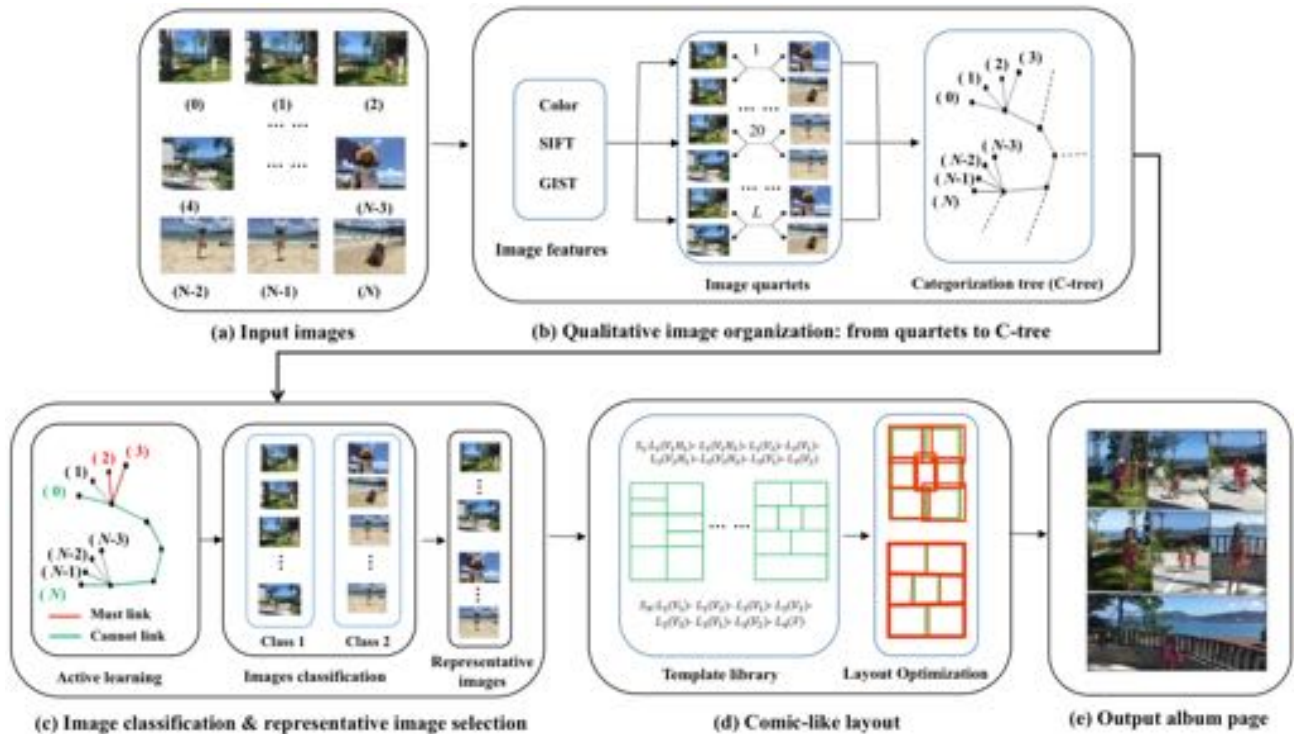 (0)
(1)
(2)
... ...
... ...
(4)
(N-3)
(N-2)
(N-1)
(N)
(a) Input images
Color
SIFT
GIST
Image features
1
... ...
20
... ...
L
Image quartets
(0)
(1)
(2)
(3)
(N-3)
(N-2)
(N-1)
(N)
Categorization tree (C-tree)
(b) Qualitative image organization: from quartets to C-tree
(0)
(1)
(2)
(3)
(N-3)
(N-2)
(N-1)
(N)
Must link
Cannot link
Active learning
Class 1
Class 2
Images classification
Representative
images
(c) Image classification & representative image selection
... ...
Template library
Layout Optimization
(d) Comic-like layout
(e) Output album page